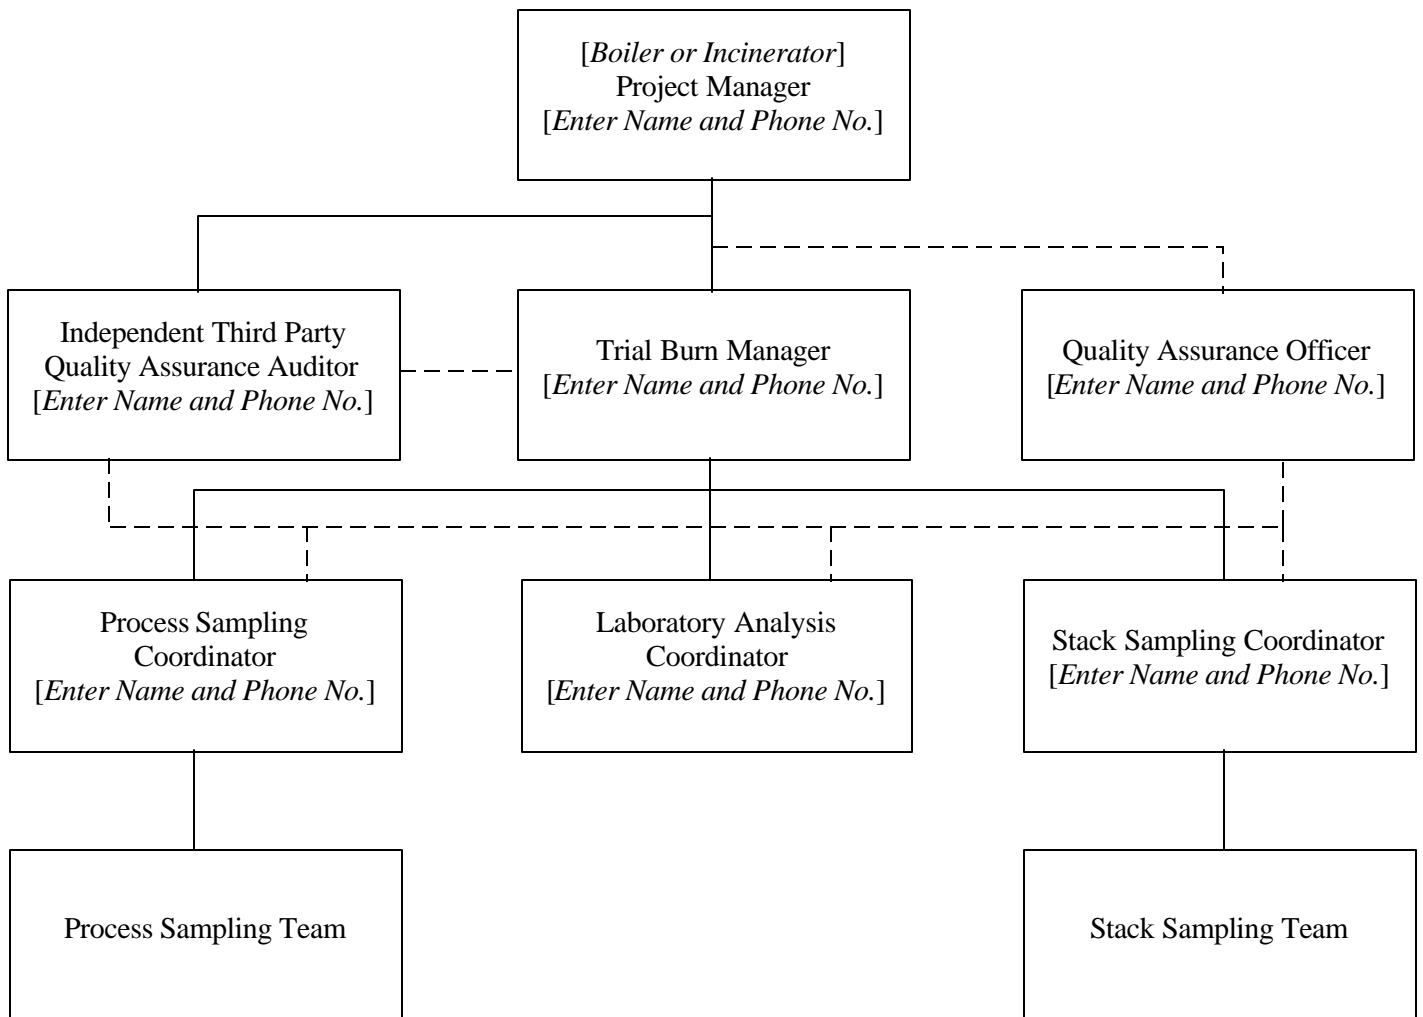 [Boiler or Incinerator]
Project Manager
[Enter Name and Phone No.]
Independent Third Party
Quality Assurance Auditor
[Enter Name and Phone No.]
Trial Burn Manager
[Enter Name and Phone No.]
Quality Assurance Officer
[Enter Name and Phone No.]
Process Sampling
Coordinator
[Enter Name and Phone No.]
Laboratory Analysis
Coordinator
[Enter Name and Phone No.]
Stack Sampling Coordinator
[Enter Name and Phone No.]
Process Sampling Team
Stack Sampling Team